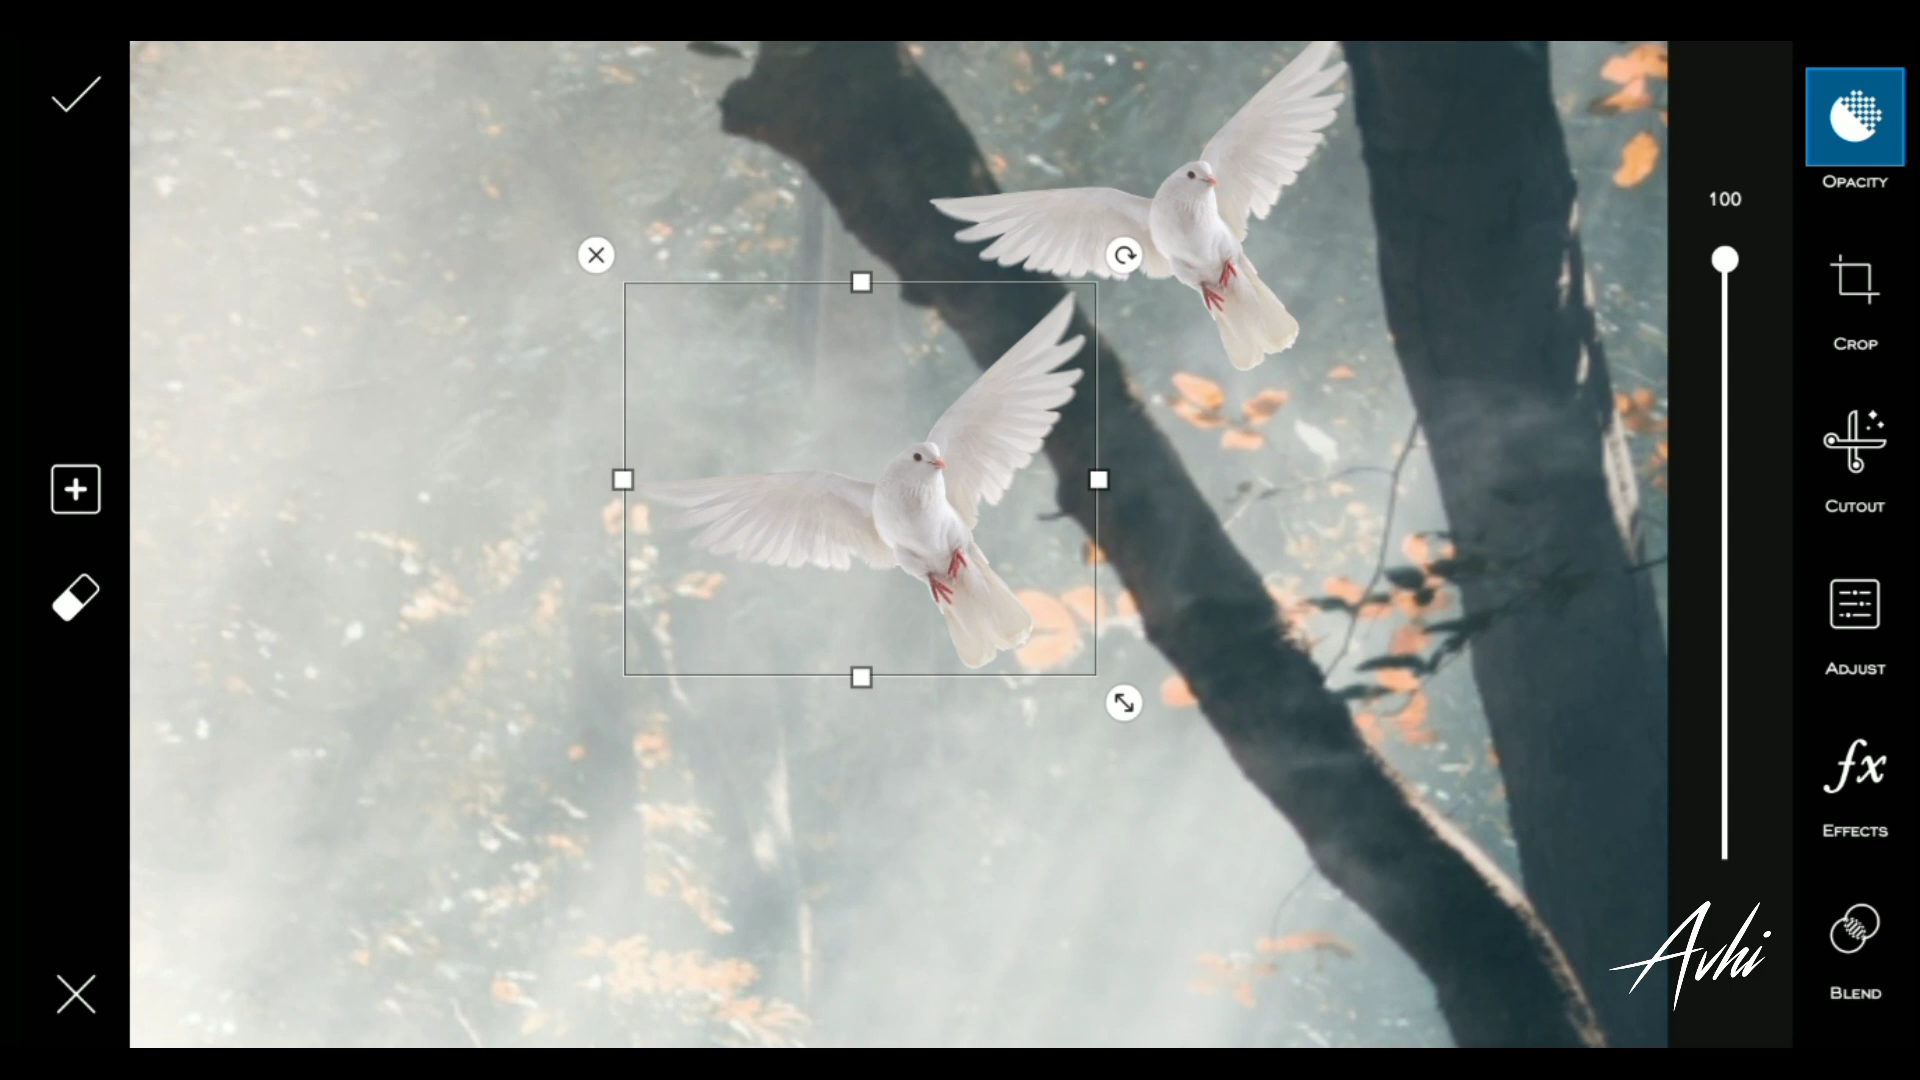 OPACITY
100
CROP
CUTOUT
ADJUST
fx
EFFECTS
Avhi
BLEND